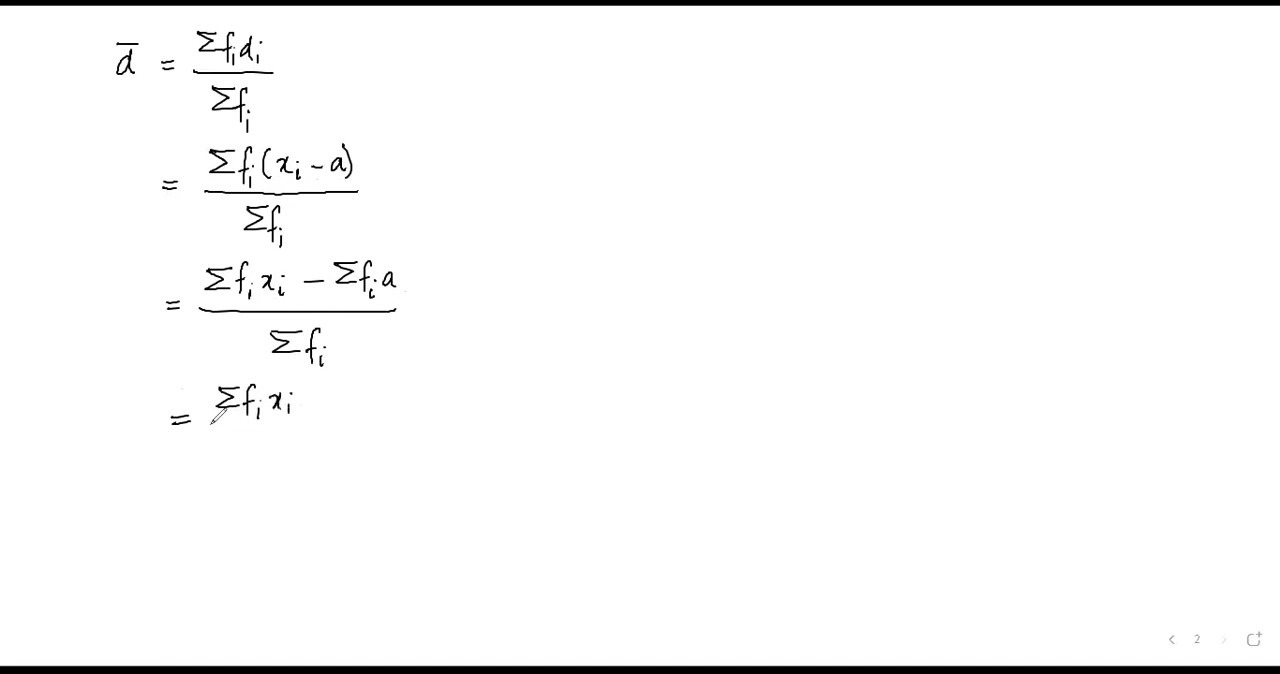 d̄ = Σfᵢdᵢ / Σfᵢ
= Σfᵢ(xᵢ - a) / Σfᵢ
= Σfᵢxᵢ - Σfᵢa / Σfᵢ
= Σfᵢxᵢ
< 2 >